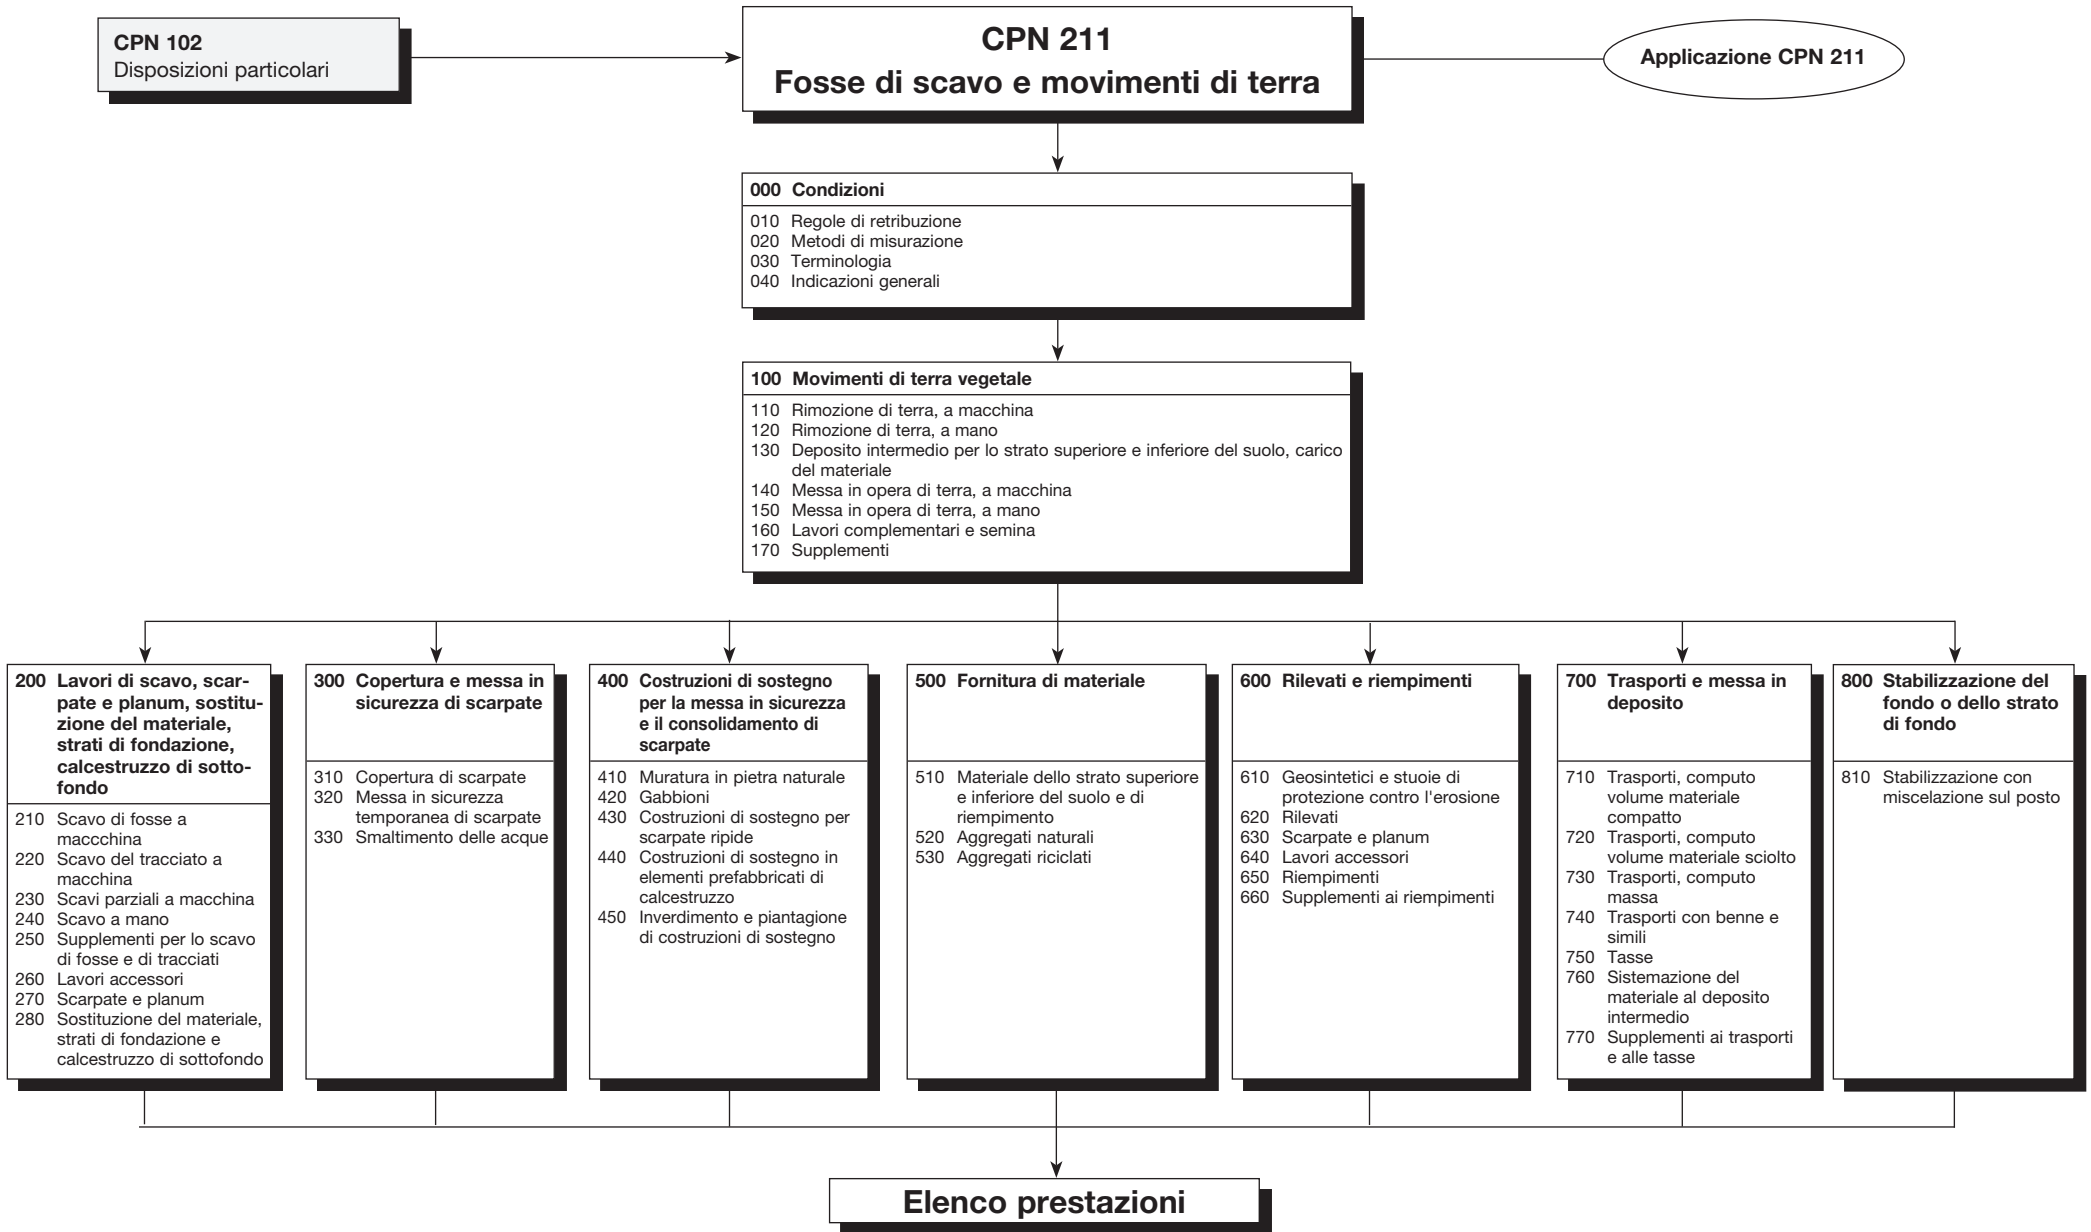 CPN 102
Disposizioni particolari
CPN 211
Fosse di scavo e movimenti di terra
Applicazione CPN 211
000 Condizioni
010 Regole di retribuzione
020 Metodi di misurazione
030 Terminologia
040 Indicazioni generali
100 Movimenti di terra vegetale
110 Rimozione di terra, a macchina
120 Rimozione di terra, a mano
130 Deposito intermedio per lo strato superiore e inferiore del suolo, carico
del materiale
140 Messa in opera di terra, a macchina
150 Messa in opera di terra, a mano
160 Lavori complementari e semina
170 Supplementi
200 Lavori di scavo, scar-
pate e planum, sostitu-
zione del materiale,
strati di fondazione,
calcestruzzo di sotto-
fondo
210 Scavo di fosse a
maccchina
220 Scavo del tracciato a
macchina
230 Scavi parziali a macchina
240 Scavo a mano
250 Supplementi per lo scavo
di fosse e di tracciati
260 Lavori accessori
270 Scarpate e planum
280 Sostituzione del materiale,
strati di fondazione e
calcestruzzo di sottofondo
300 Copertura e messa in
sicurezza di scarpate
310 Copertura di scarpate
320 Messa in sicurezza
temporanea di scarpate
330 Smaltimento delle acque
400 Costruzioni di sostegno
per la messa in sicurezza
e il consolidamento di
scarpate
410 Muratura in pietra naturale
420 Gabbioni
430 Costruzioni di sostegno per
scarpate ripide
440 Costruzioni di sostegno in
elementi prefabbricati di
calcestruzzo
450 Inverdimento e piantagione
di costruzioni di sostegno
500 Fornitura di materiale
510 Materiale dello strato superiore
e inferiore del suolo e di
riempimento
520 Aggregati naturali
530 Aggregati riciclati
600 Rilevati e riempimenti
610 Geosintetici e stuoie di
protezione contro l'erosione
620 Rilevati
630 Scarpate e planum
640 Lavori accessori
650 Riempimenti
660 Supplementi ai riempimenti
700 Trasporti e messa in
deposito
710 Trasporti, computo
volume materiale
compatto
720 Trasporti, computo
volume materiale sciolto
730 Trasporti, computo
massa
740 Trasporti con benne e
simili
750 Tasse
760 Sistemazione del
materiale al deposito
intermedio
770 Supplementi ai trasporti
e alle tasse
800 Stabilizzazione del
fondo o dello strato
di fondo
810 Stabilizzazione con
miscelazione sul posto
Elenco prestazioni